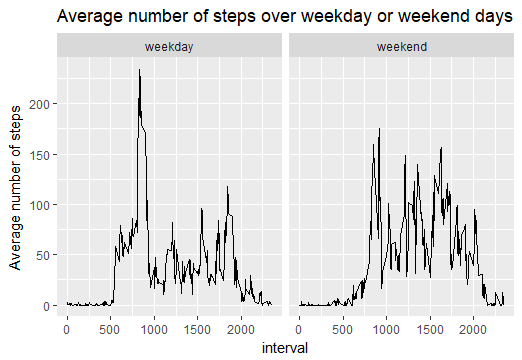 Average number of steps over weekday or weekend days
weekday
weekend
Average number of steps
200
150
100
50
0
0 500 1000 1500 2000
0 500 1000 1500 2000
interval